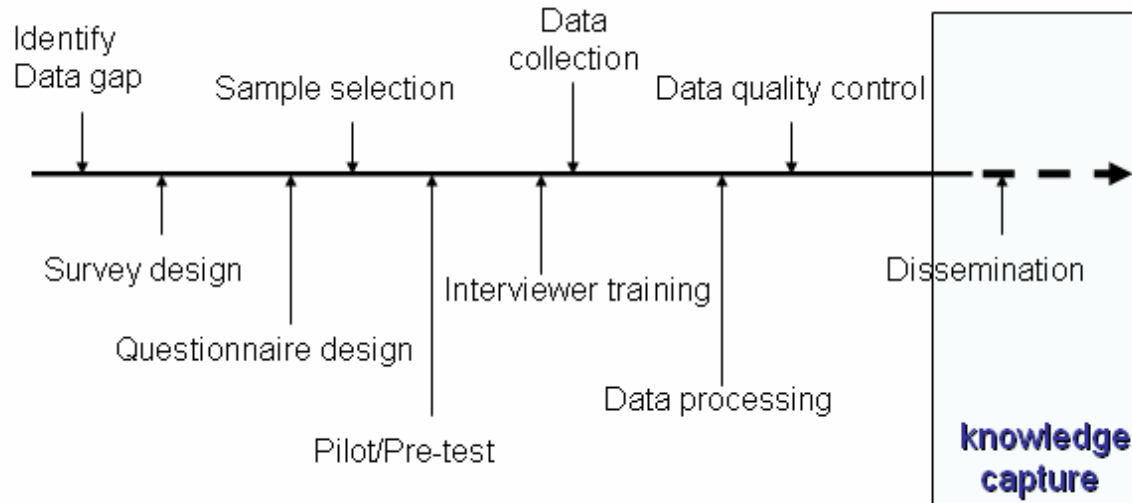 Identify
Data gap
Data
collection
Sample selection
Data quality control
Survey design
Interviewer training
Dissemination
Questionnaire design
Data processing
Pilot/Pre-test
knowledge
capture